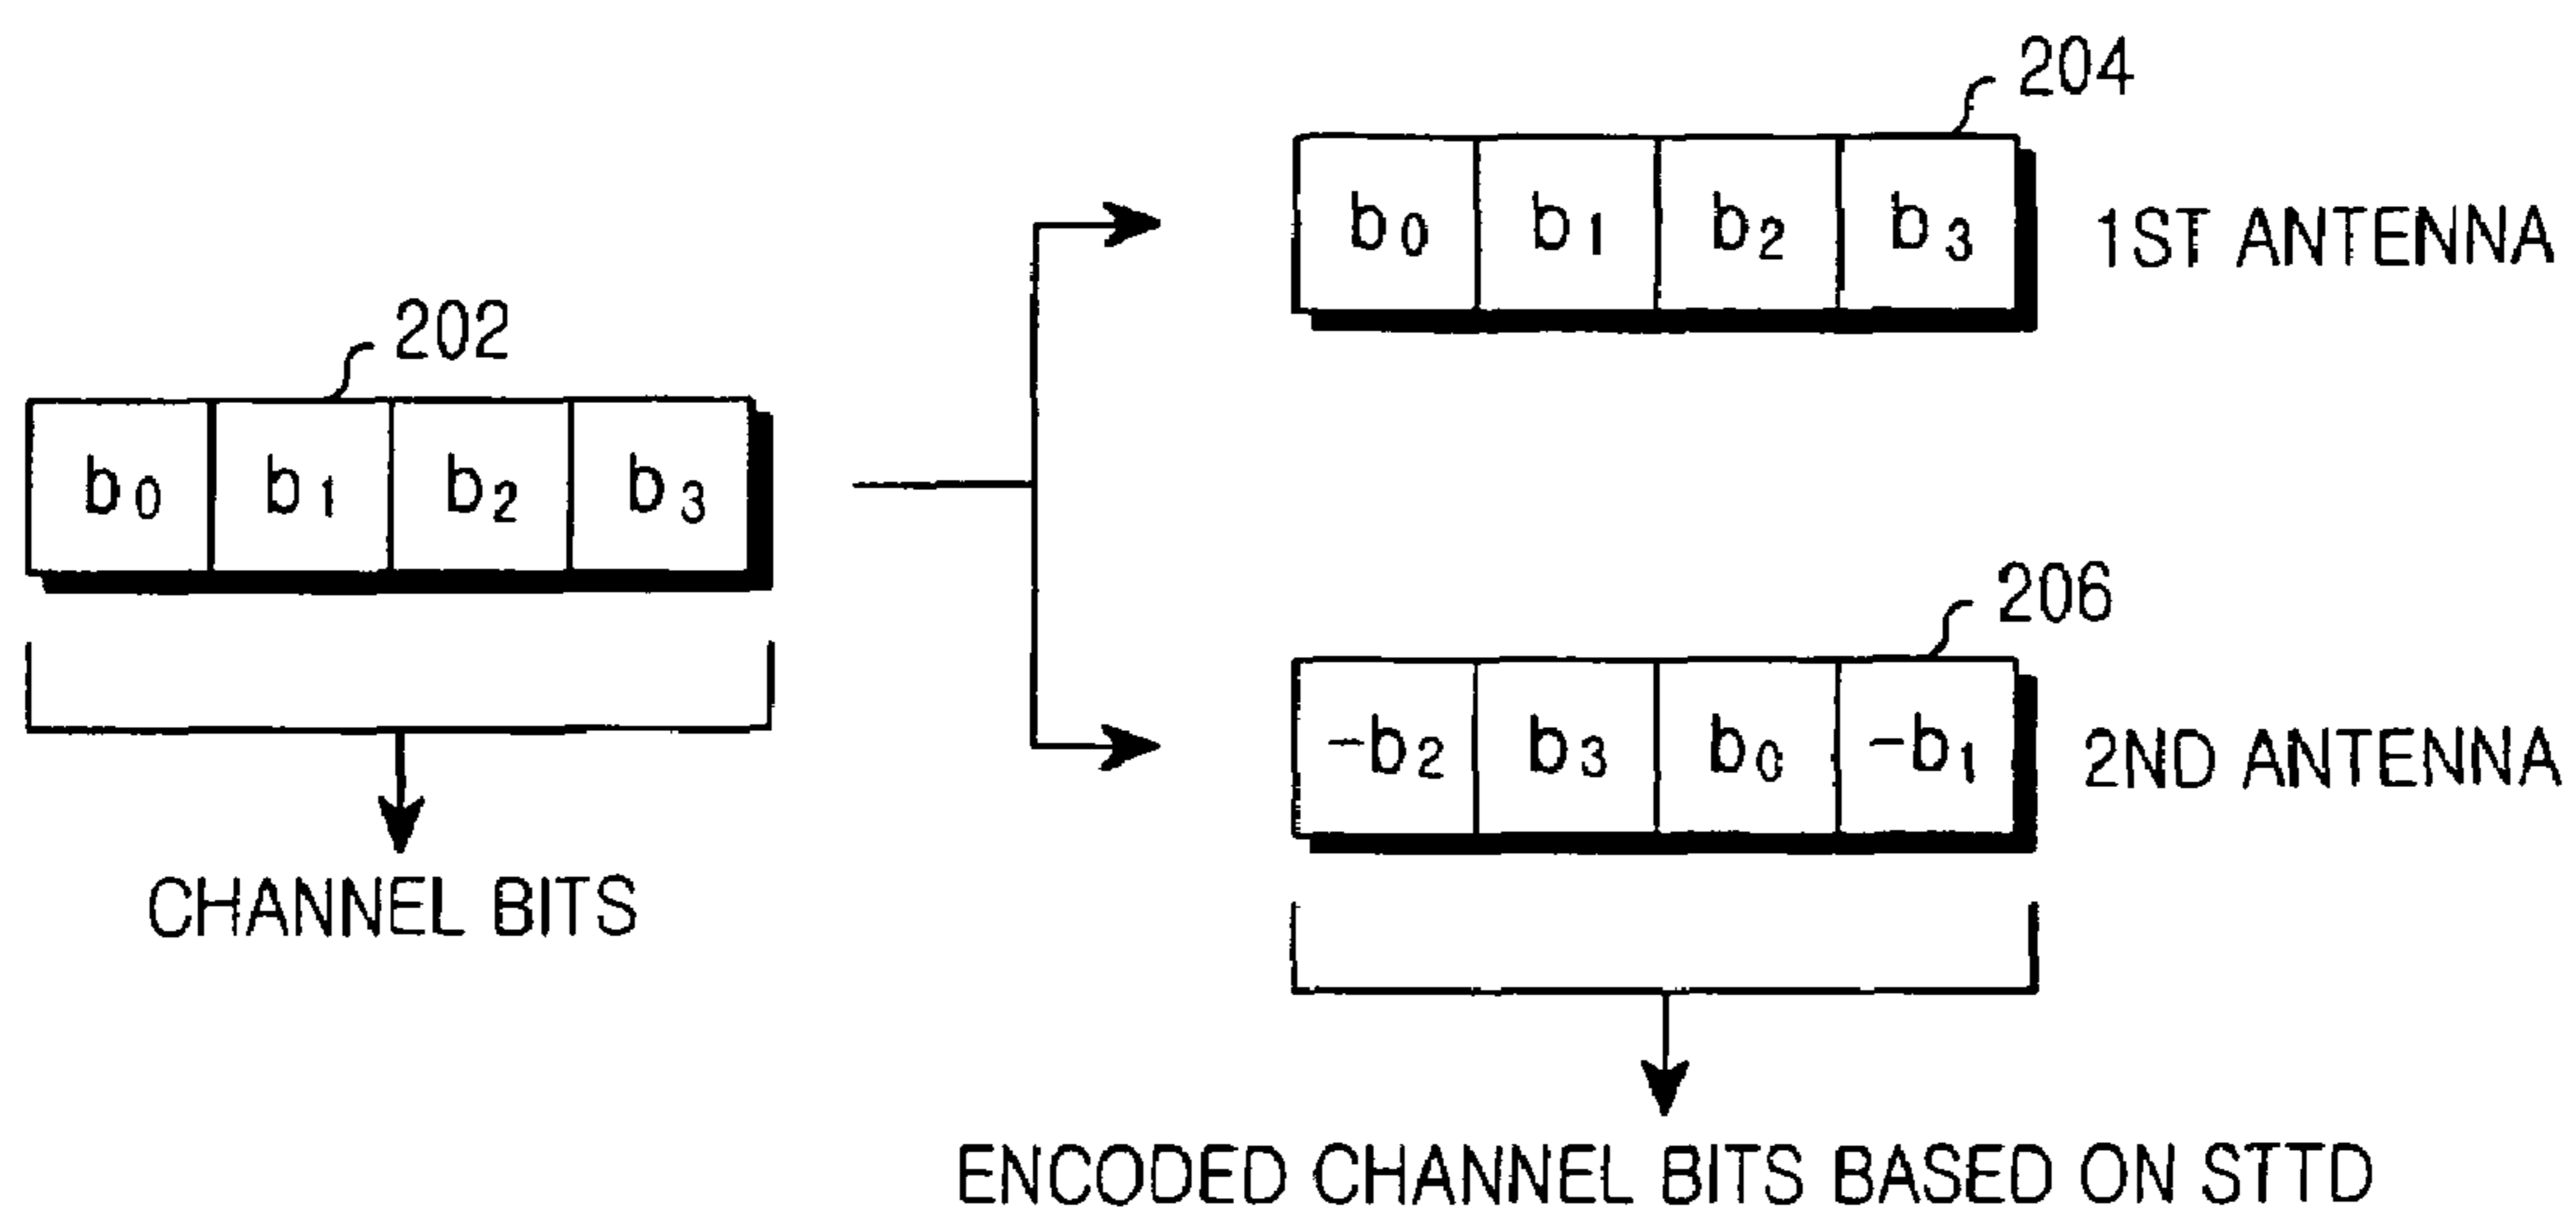 204
b0 b1 b2 b3 1ST ANTENNA
202
b0 b1 b2 b3
206
-b2 b3 b0 -b1 2ND ANTENNA
CHANNEL BITS
ENCODED CHANNEL BITS BASED ON STTD